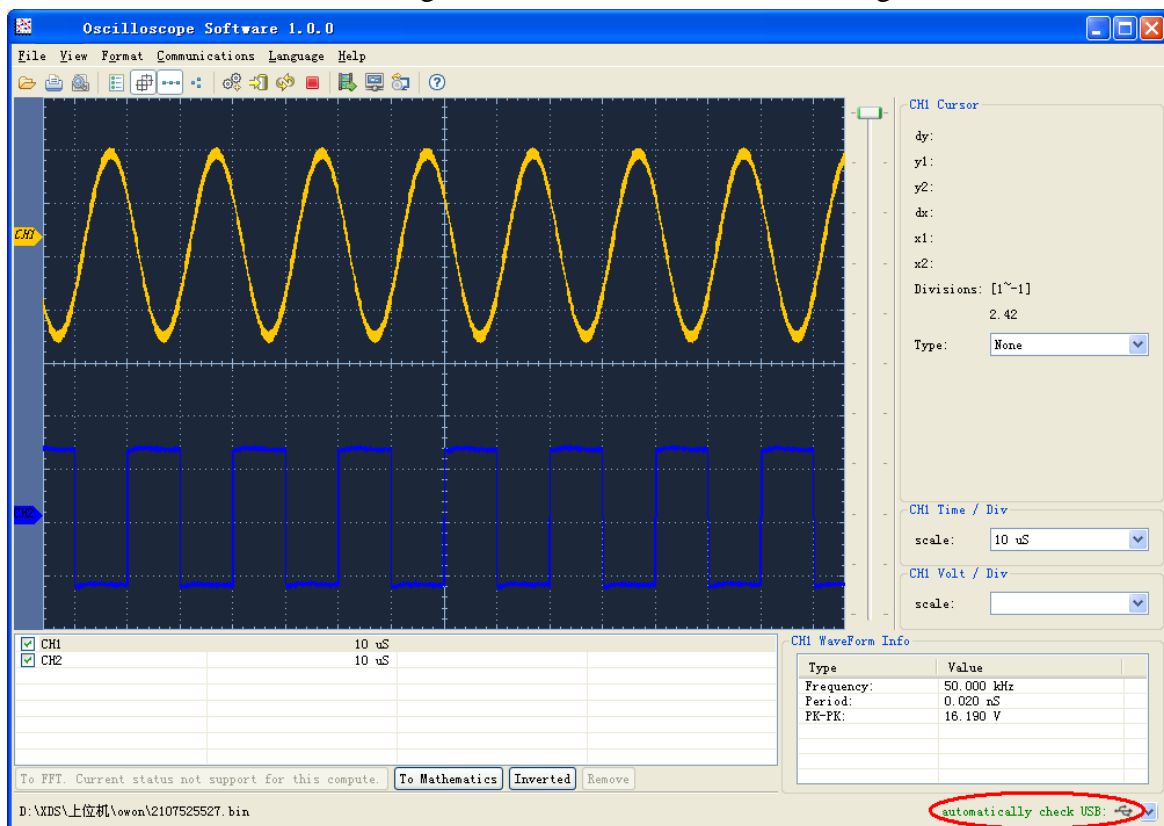 Oscilloscope Software 1.0.0
File View Format Communications Language Help
CH1
CH2
CH1 Cursor
dy:
y1:
y2:
dx:
x1:
x2:
Divisions: [1~-1]
2.42
Type: None
CH1 Time / Div
scale: 10 uS
CH1 Volt / Div
scale:
CH1 10 uS
CH2 10 uS
To FFT. Current status not support for this compute. To Mathematics Inverted Remove
CH1 WaveForm Info
Type Value
Frequency: 50.000 kHz
Period: 0.020 nS
PK-PK: 16.190 V
D:\XDS\上位机\owon\2107525527.bin
automatically check USB: